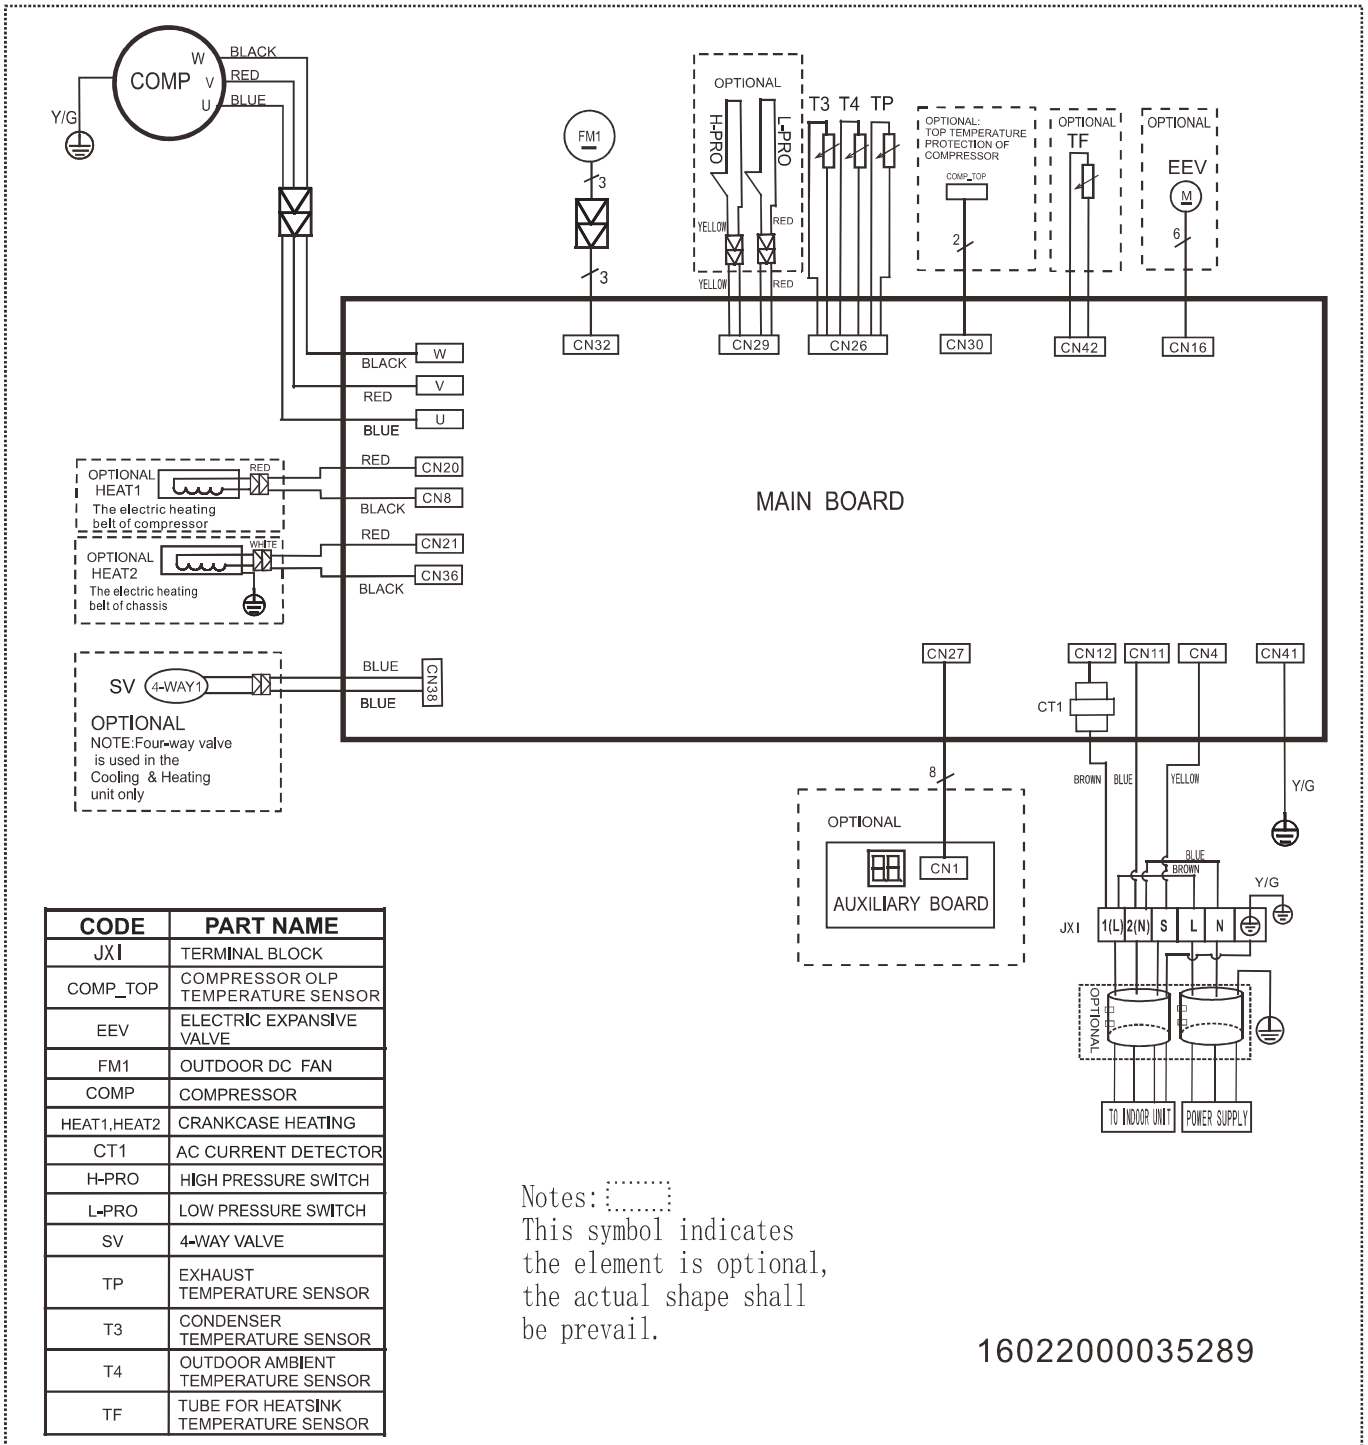 COMP
W
V
U
BLACK
RED
BLUE
Y/G
FM1
3
3
OPTIONAL
H-PRO
L-PRO
YELLOW
RED
YELLOW
RED
T3 T4 TP
OPTIONAL:
TOP TEMPERATURE
PROTECTION OF
COMPRESSOR
COMP_TOP
2
OPTIONAL
TF
OPTIONAL
EEV
M
6
CN32
CN29
CN26
CN30
CN42
CN16
BLACK
W
RED
V
BLUE
U
RED
CN20
BLACK
CN8
RED
CN21
BLACK
CN36
OPTIONAL
HEAT1
RED
The electric heating
belt of compressor
OPTIONAL
HEAT2
WHITE
The electric heating
belt of chassis
MAIN BOARD
SV
4-WAY1
OPTIONAL
NOTE:Four-way valve
is used in the
Cooling & Heating
unit only
BLUE
BLUE
CN38
CN27
CN12
CN11
CN4
CN41
CT1
8
BROWN
BLUE
YELLOW
Y/G
OPTIONAL
CN1
AUXILIARY BOARD
BLUE
BROWN
Y/G
JX1
1(L) 2(N) S L N
OPTIONAL
TO INDOOR UNIT
POWER SUPPLY
CODE PART NAME
JX1 TERMINAL BLOCK
COMP_TOP COMPRESSOR OLP
TEMPERATURE SENSOR
EEV ELECTRIC EXPANSIVE
VALVE
FM1 OUTDOOR DC FAN
COMP COMPRESSOR
HEAT1,HEAT2 CRANKCASE HEATING
CT1 AC CURRENT DETECTOR
H-PRO HIGH PRESSURE SWITCH
L-PRO LOW PRESSURE SWITCH
SV 4-WAY VALVE
TP EXHAUST
TEMPERATURE SENSOR
T3 CONDENSER
TEMPERATURE SENSOR
T4 OUTDOOR AMBIENT
TEMPERATURE SENSOR
TF TUBE FOR HEATSINK
TEMPERATURE SENSOR
Notes:
This symbol indicates
the element is optional,
the actual shape shall
be prevail.
16022000035289